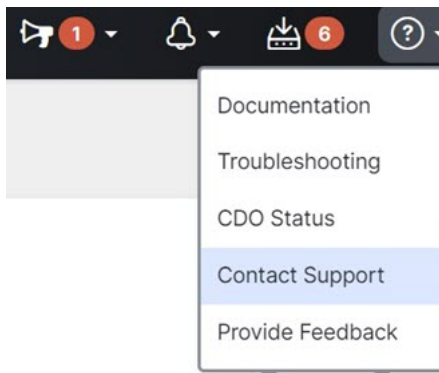 1
6
?
Documentation
Troubleshooting
CDO Status
Contact Support
Provide Feedback